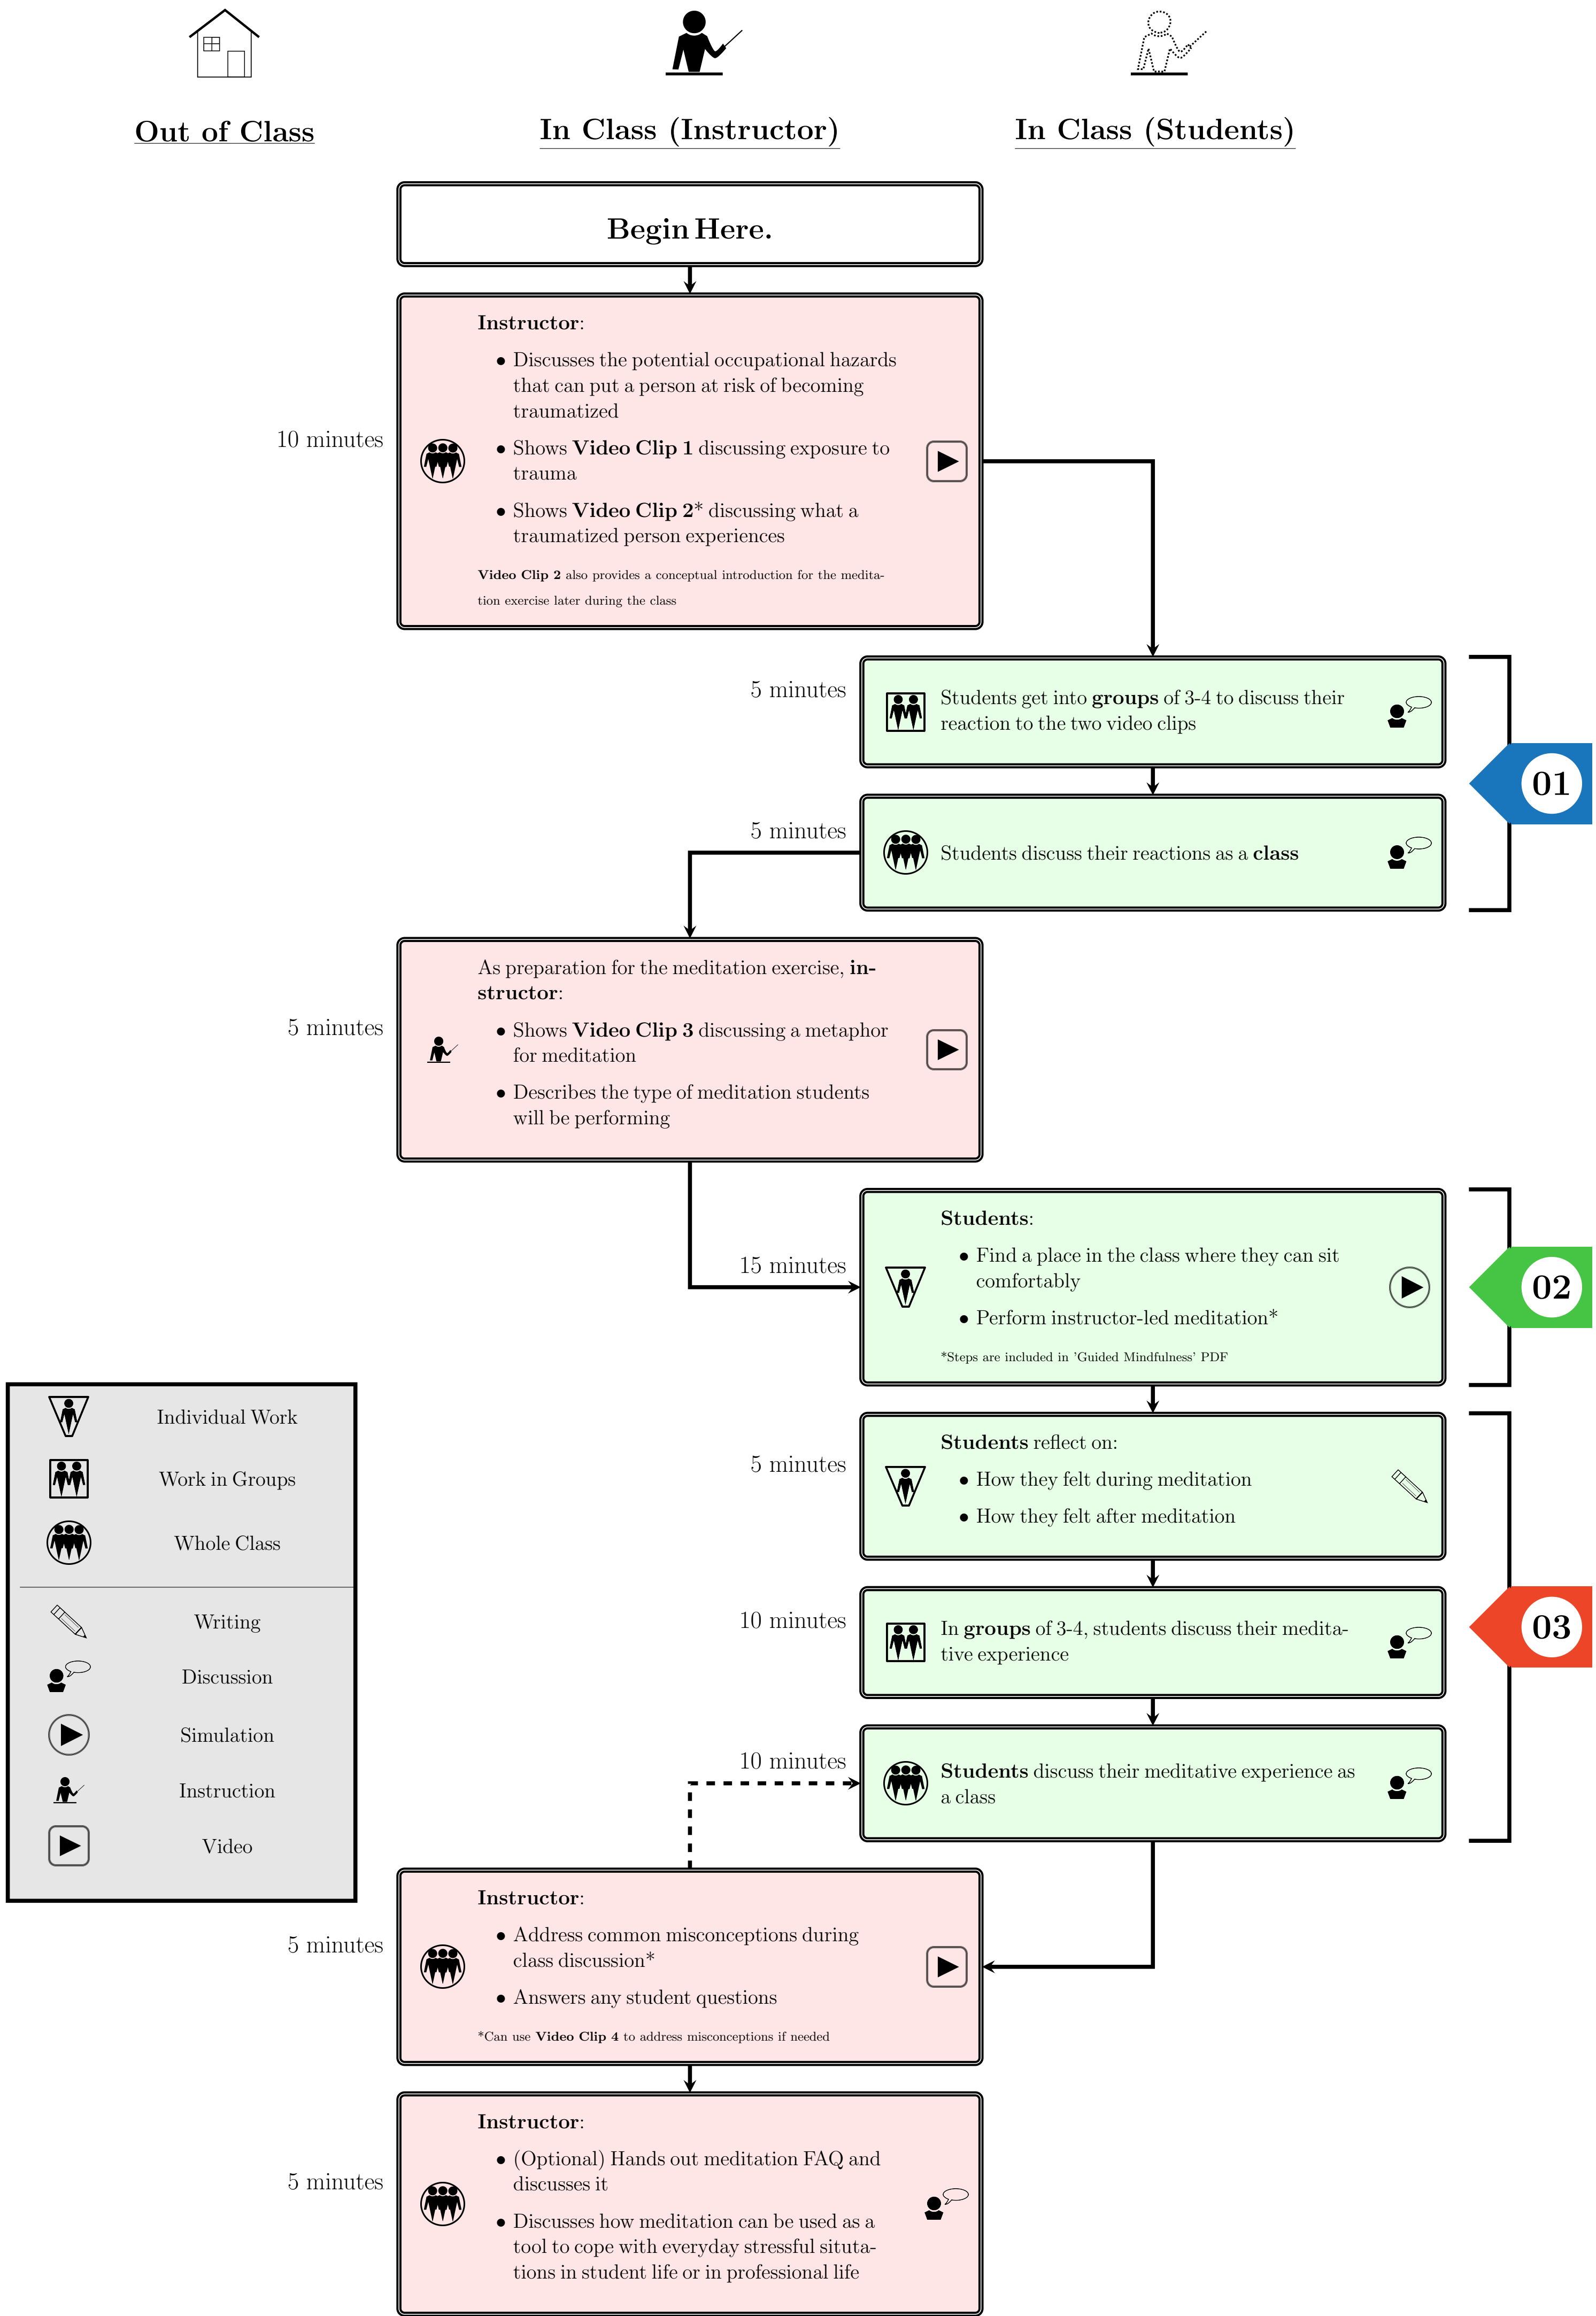 Out of Class
In Class (Instructor)
In Class (Students)
Begin Here.
10 minutes
Instructor:
• Discusses the potential occupational hazards
that can put a person at risk of becoming
traumatized
• Shows Video Clip 1 discussing exposure to
trauma
• Shows Video Clip 2* discussing what a
traumatized person experiences
Video Clip 2 also provides a conceptual introduction for the medita-
tion exercise later during the class
5 minutes
Students get into groups of 3-4 to discuss their
reaction to the two video clips
01
5 minutes
Students discuss their reactions as a class
5 minutes
As preparation for the meditation exercise, in-
structor:
• Shows Video Clip 3 discussing a metaphor
for meditation
• Describes the type of meditation students
will be performing
15 minutes
Students:
• Find a place in the class where they can sit
comfortably
• Perform instructor-led meditation*
*Steps are included in 'Guided Mindfulness' PDF
02
5 minutes
Students reflect on:
• How they felt during meditation
• How they felt after meditation
10 minutes
In groups of 3-4, students discuss their medita-
tive experience
03
10 minutes
Students discuss their meditative experience as
a class
Individual Work
Work in Groups
Whole Class
Writing
Discussion
Simulation
Instruction
Video
5 minutes
Instructor:
• Address common misconceptions during
class discussion*
• Answers any student questions
*Can use Video Clip 4 to address misconceptions if needed
5 minutes
Instructor:
• (Optional) Hands out meditation FAQ and
discusses it
• Discusses how meditation can be used as a
tool to cope with everyday stressful situta-
tions in student life or in professional life